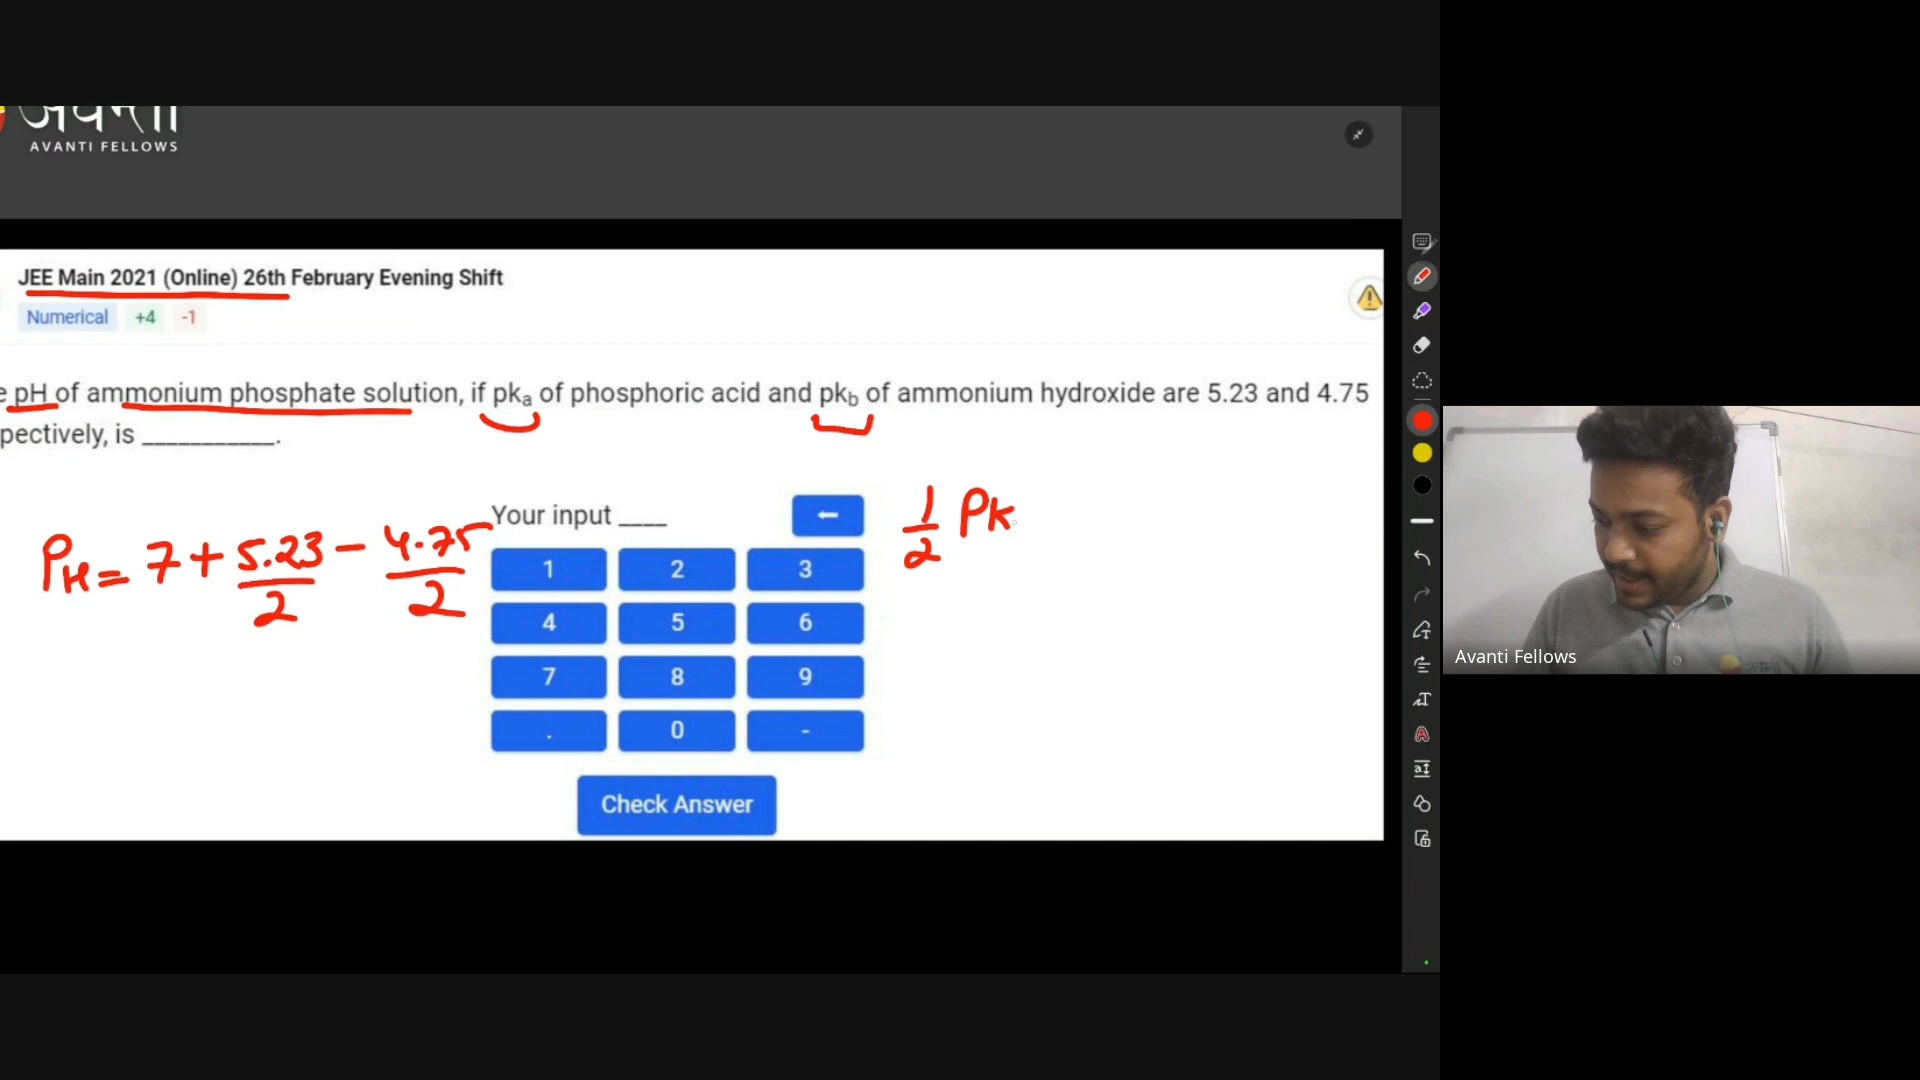 अवन्ती
AVANTI FELLOWS
JEE Main 2021 (Online) 26th February Evening Shift
Numerical +4 -1
e pH of ammonium phosphate solution, if pka of phosphoric acid and pkb of ammonium hydroxide are 5.23 and 4.75
pectively, is ___________.
Your input ____
←
1/2 Pk
PH = 7 + 5.23/2 - 4.75/2
1 2 3
4 5 6
7 8 9
. 0 -
Check Answer
Avanti Fellows